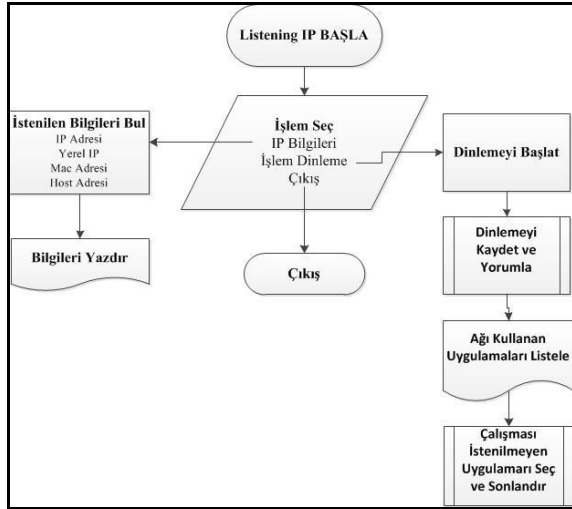 Listening IP BAŞLA
İşlem Seç
IP Bilgileri
İşlem Dinleme
Çıkış
İstenilen Bilgileri Bul
IP Adresi
Yerel IP
Mac Adresi
Host Adresi
Bilgileri Yazdır
Çıkış
Dinlemeyi Başlat
Dinlemeyi
Kaydet ve
Yorumla
Ağı Kullanan
Uygulamaları Listele
Çalışması
İstenilmeyen
Uygulamarı Seç
ve Sonlandır